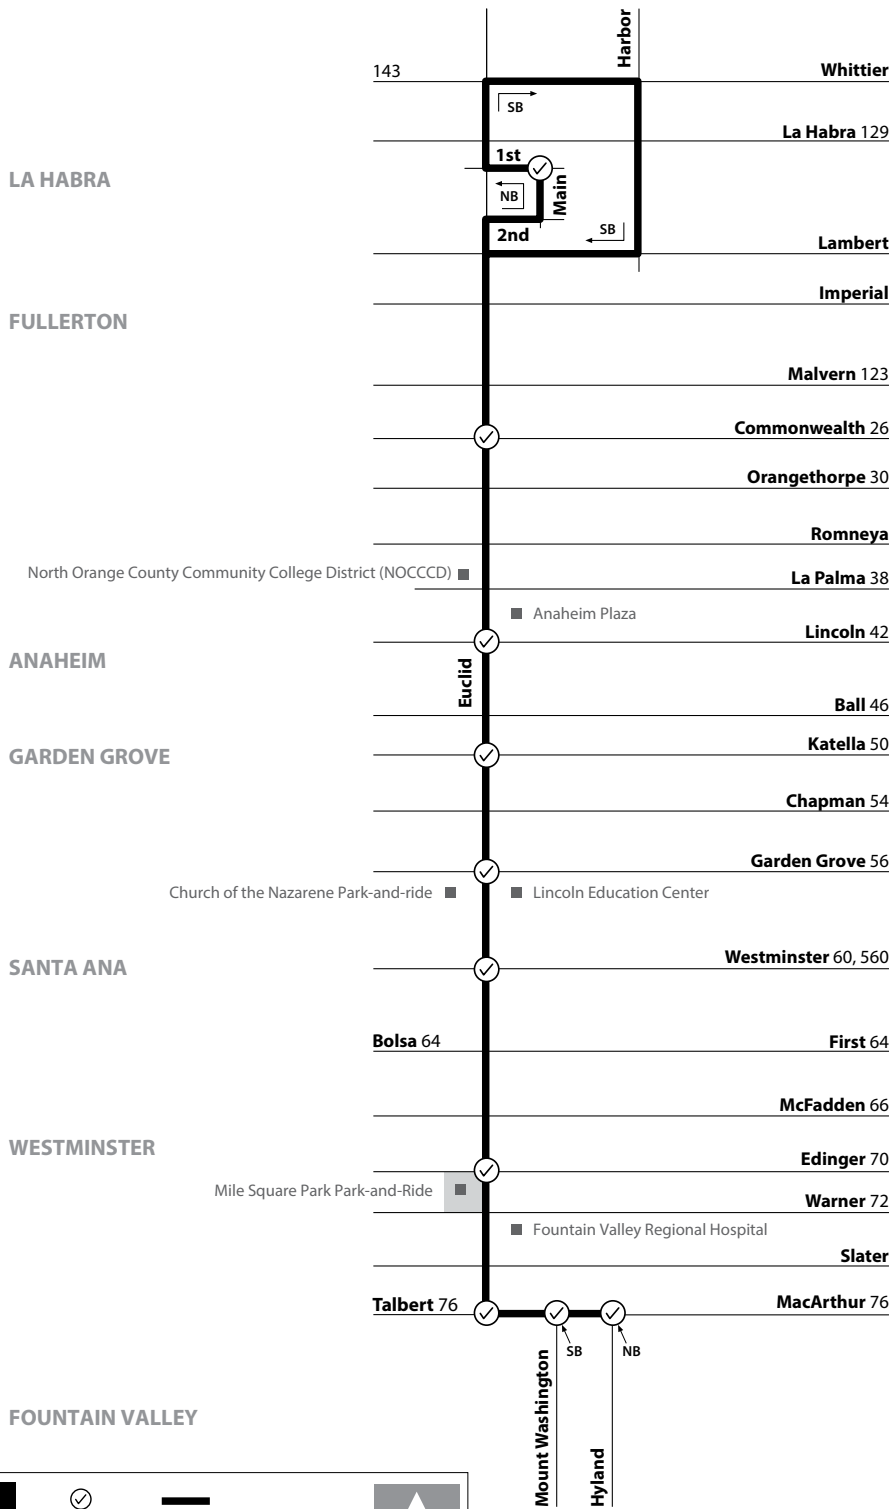 Harbor
143 Whittier
SB
La Habra 129
1st
LA HABRA
Main
NB
2nd
SB
Lambert
Imperial
FULLERTON
Malvern 123
Commonwealth 26
Orangethorpe 30
Romneya
North Orange County Community College District (NOCCCD)
La Palma 38
Anaheim Plaza
Lincoln 42
ANAHEIM
Euclid
Ball 46
Katella 50
GARDEN GROVE
Chapman 54
Garden Grove 56
Church of the Nazarene Park-and-ride
Lincoln Education Center
Westminster 60, 560
SANTA ANA
Bolsa 64 First 64
McFadden 66
WESTMINSTER
Edinger 70
Mile Square Park Park-and-Ride
Warner 72
Fountain Valley Regional Hospital
Slater
Talbert 76 MacArthur 76
SB NB
Mount Washington
Hyland
FOUNTAIN VALLEY